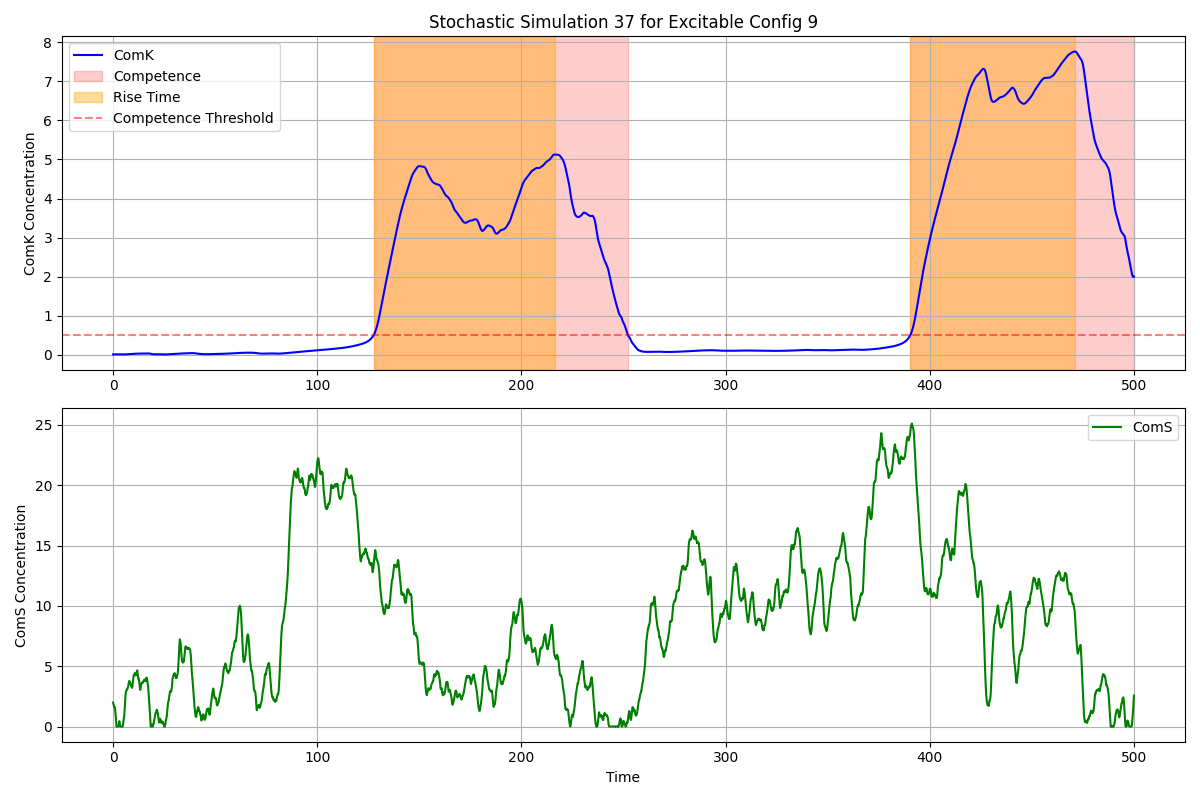 Stochastic Simulation 37 for Excitable Config 9
ComK Concentration
8
7
6
5
4
3
2
1
0
ComK
Competence
Rise Time
Competence Threshold
0 100 200 300 400 500
ComS Concentration
25
20
15
10
5
0
ComS
0 100 200 300 400 500
Time